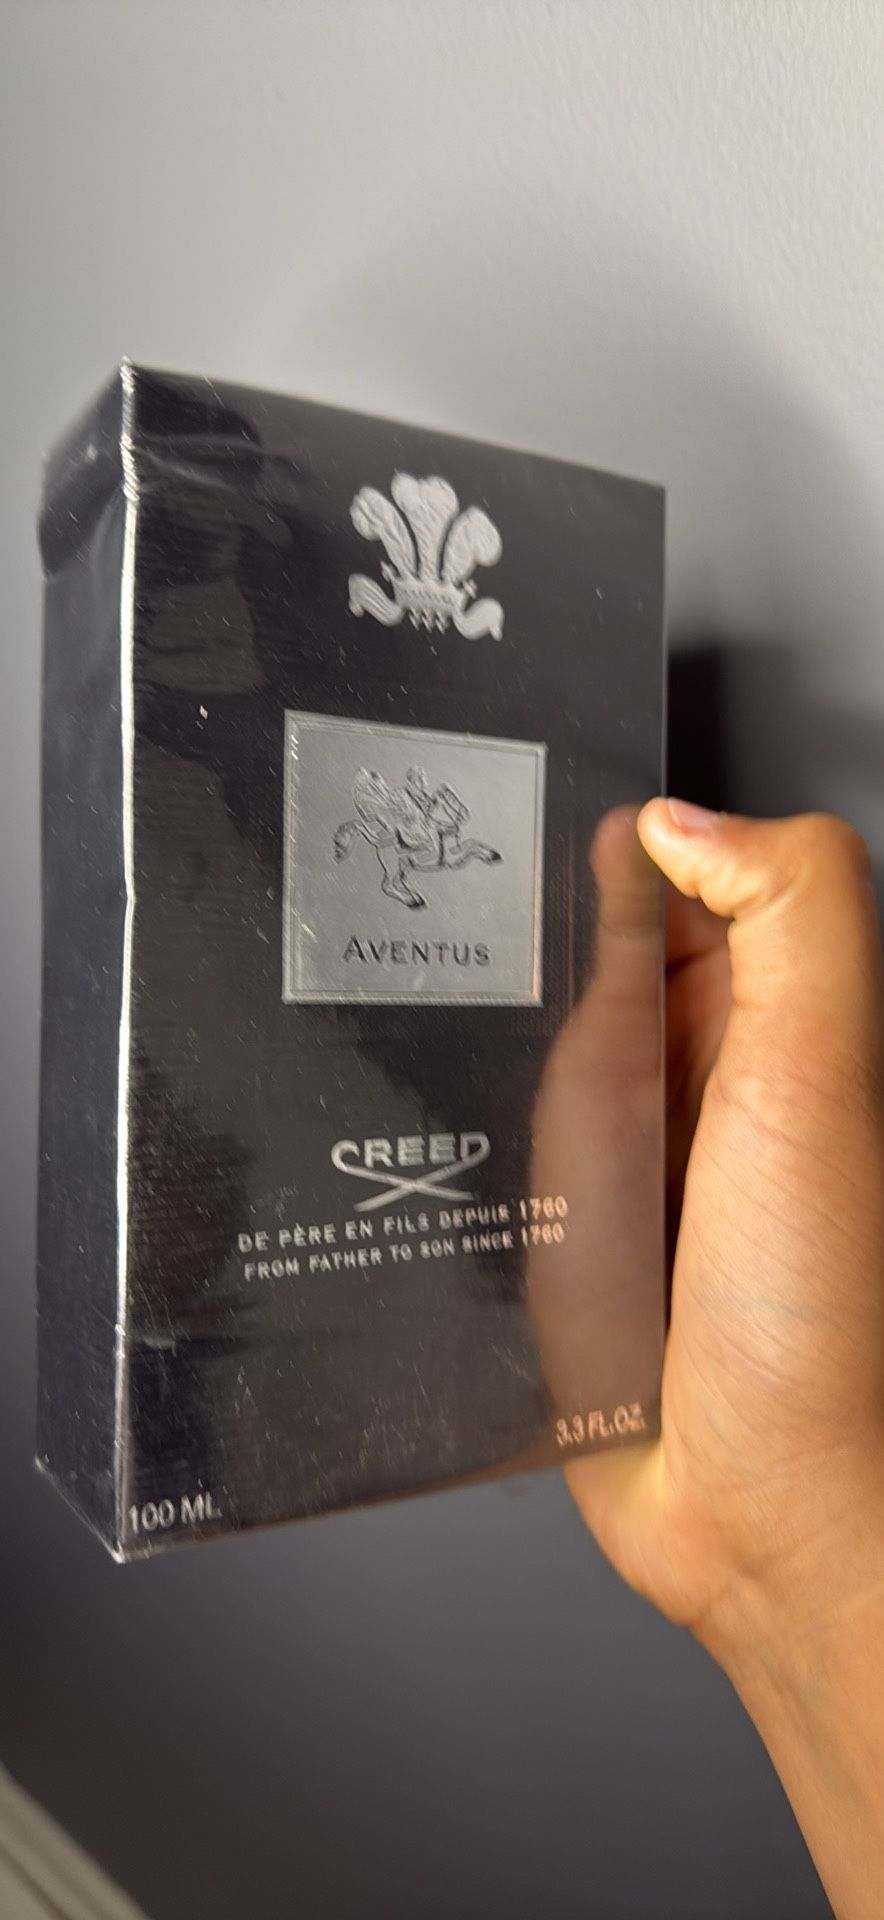 AVENTUS
CREED
DE PÈRE EN FILS DEPUIS 1760
FROM FATHER TO SON SINCE 1760
3.3 FL.OZ.
100 ML